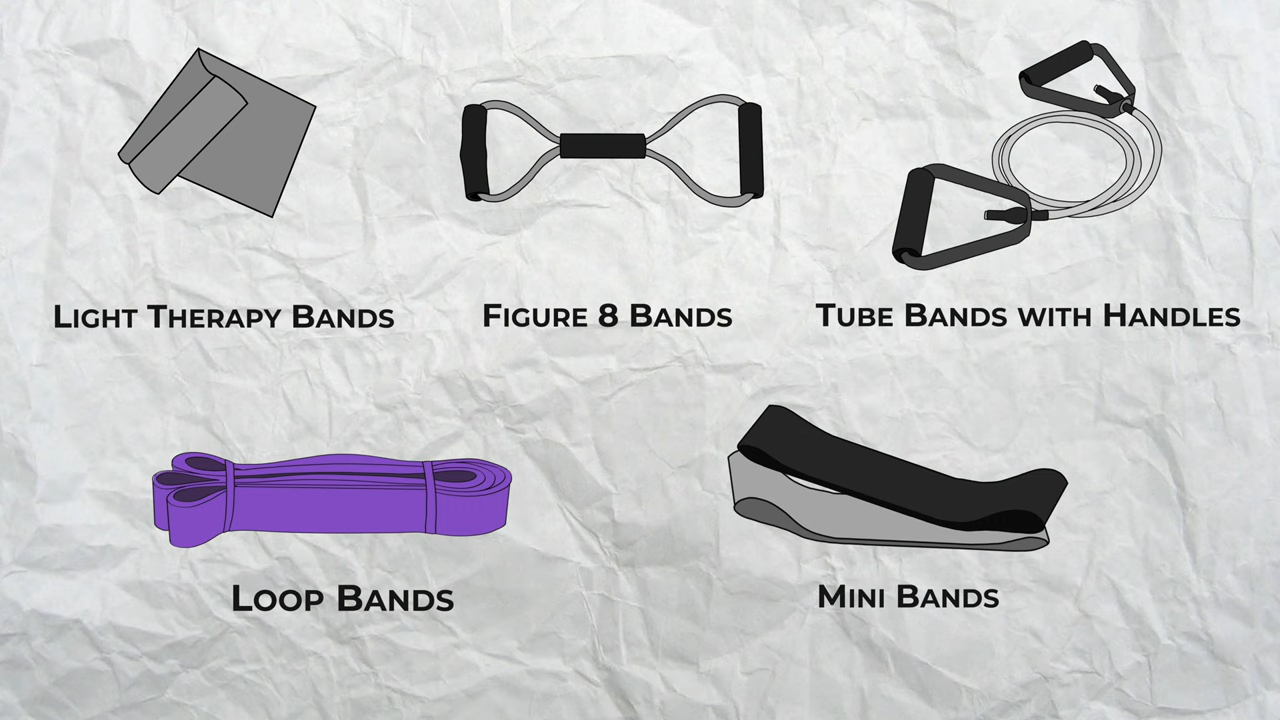 Light Therapy Bands
Figure 8 Bands
Tube Bands with Handles
Loop Bands
Mini Bands